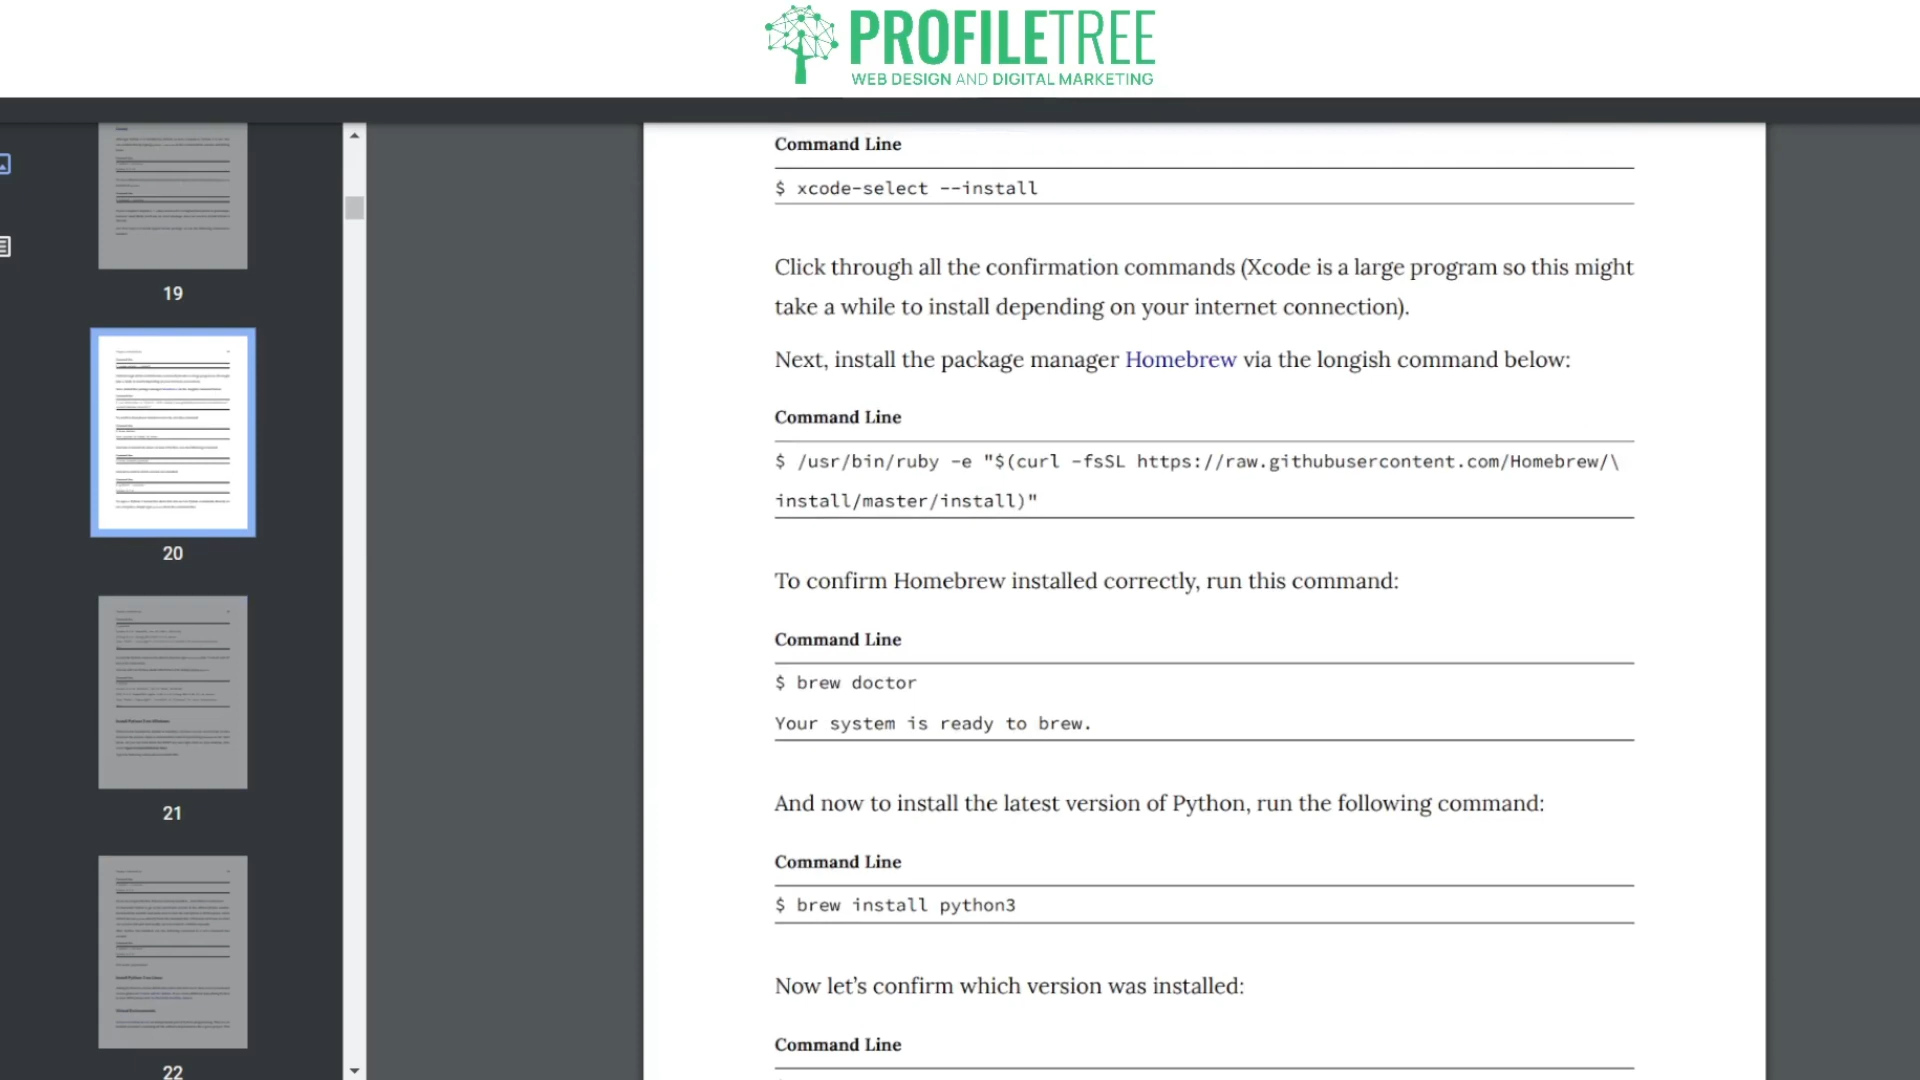 PROFILETREE
WEB DESIGN AND DIGITAL MARKETING
19
20
21
22
Command Line
$ xcode-select --install
Click through all the confirmation commands (Xcode is a large program so this might
take a while to install depending on your internet connection).
Next, install the package manager Homebrew via the longish command below:
Command Line
$ /usr/bin/ruby -e "$(curl -fsSL https://raw.githubusercontent.com/Homebrew/\
install/master/install)"
To confirm Homebrew installed correctly, run this command:
Command Line
$ brew doctor
Your system is ready to brew.
And now to install the latest version of Python, run the following command:
Command Line
$ brew install python3
Now let’s confirm which version was installed:
Command Line